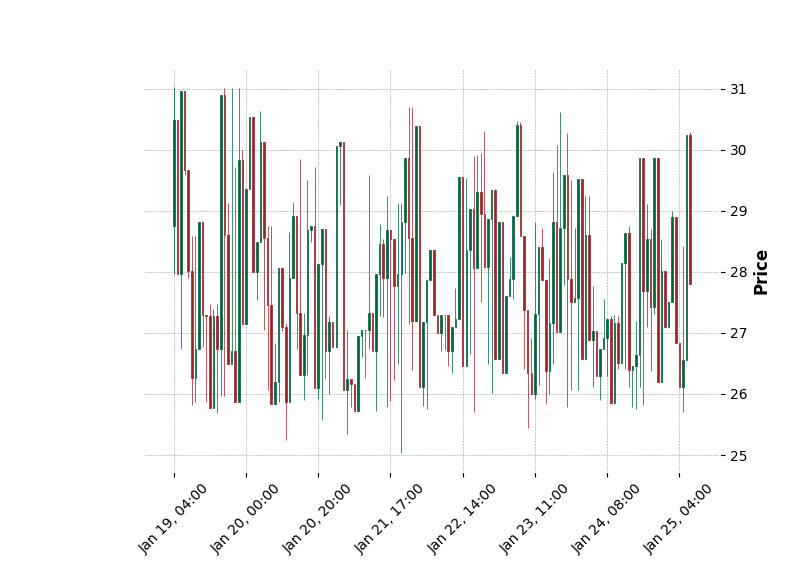 31
30
29
28
27
26
25
Price
Jan 19, 04:00
Jan 20, 00:00
Jan 20, 20:00
Jan 21, 17:00
Jan 22, 14:00
Jan 23, 11:00
Jan 24, 08:00
Jan 25, 04:00